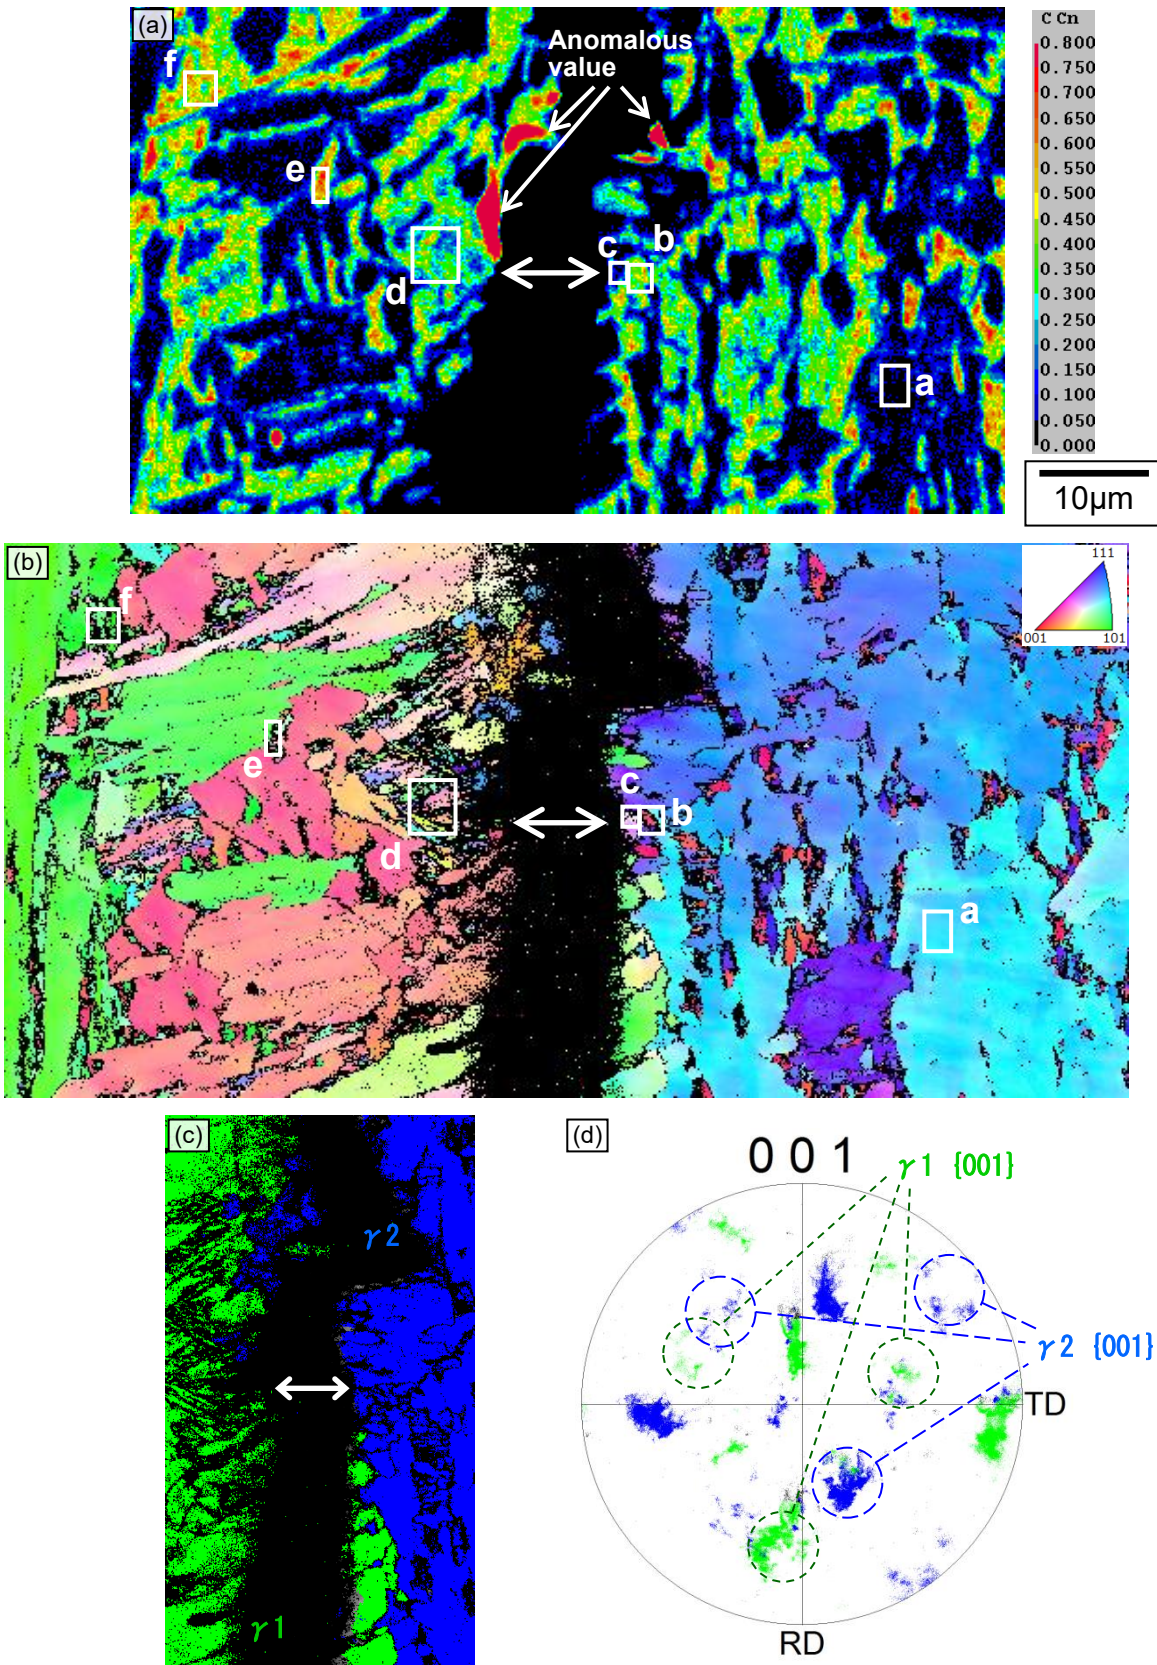 (a)
f
Anomalous
value
e
c
b
d
a
C Cn
0.800
0.750
0.700
0.650
0.600
0.550
0.500
0.450
0.400
0.350
0.300
0.250
0.200
0.150
0.100
0.050
0.000
10μm
(b)
111
001
101
f
e
c
b
d
a
(c)
γ2
γ1
(d)
0 0 1
γ1 {001}
γ2 {001}
TD
RD